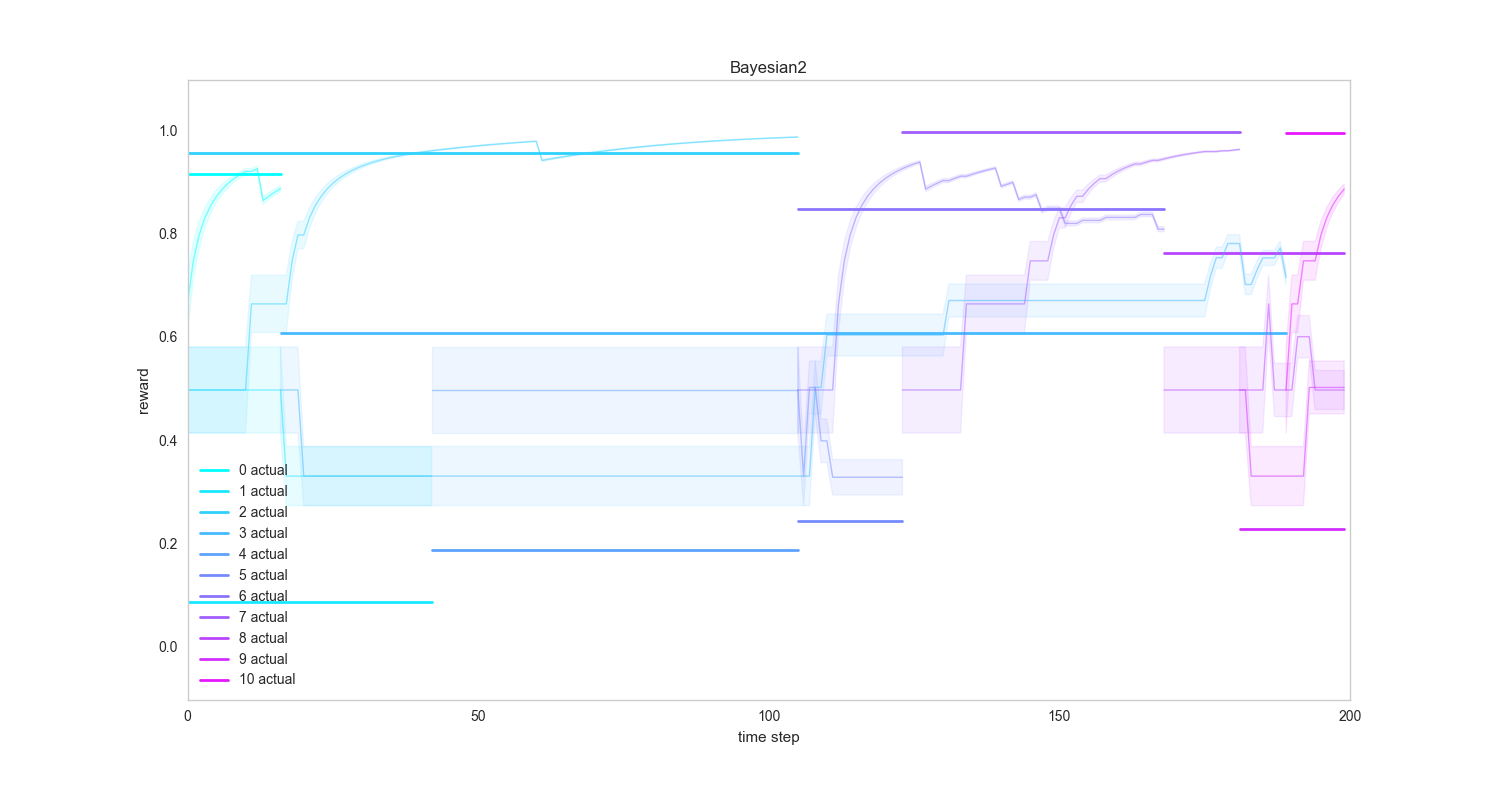 Bayesian2
reward
1.0
0.8
0.6
0.4
0.2
0.0
0 actual
1 actual
2 actual
3 actual
4 actual
5 actual
6 actual
7 actual
8 actual
9 actual
10 actual
0
50
100
150
200
time step